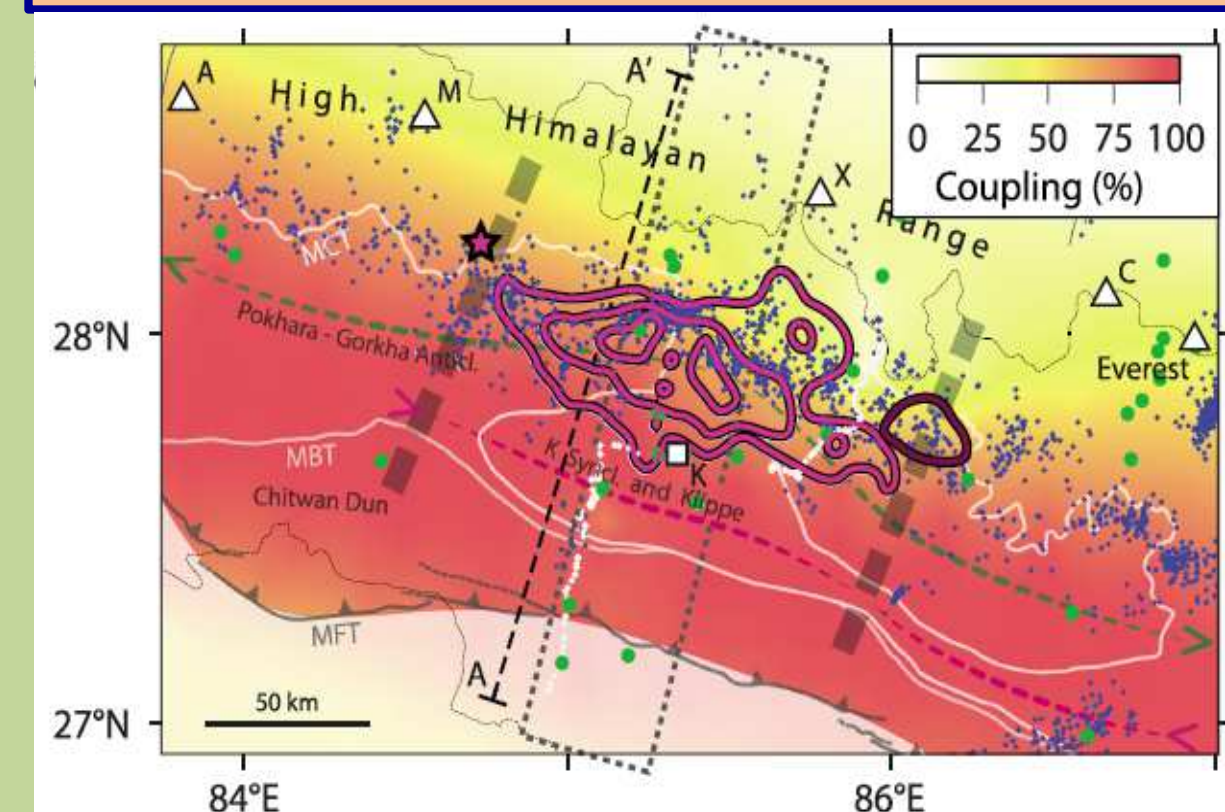 A
High.
M
A'
Himalayan
X
Range
0 25 50 75 100
Coupling (%)
MCT
C
Everest
28°N
Pokhara - Gorkha Anticl.
MBT
K Syncl. and Klippe
K
Chitwan Dun
MFT
A
50 km
27°N
84°E
86°E